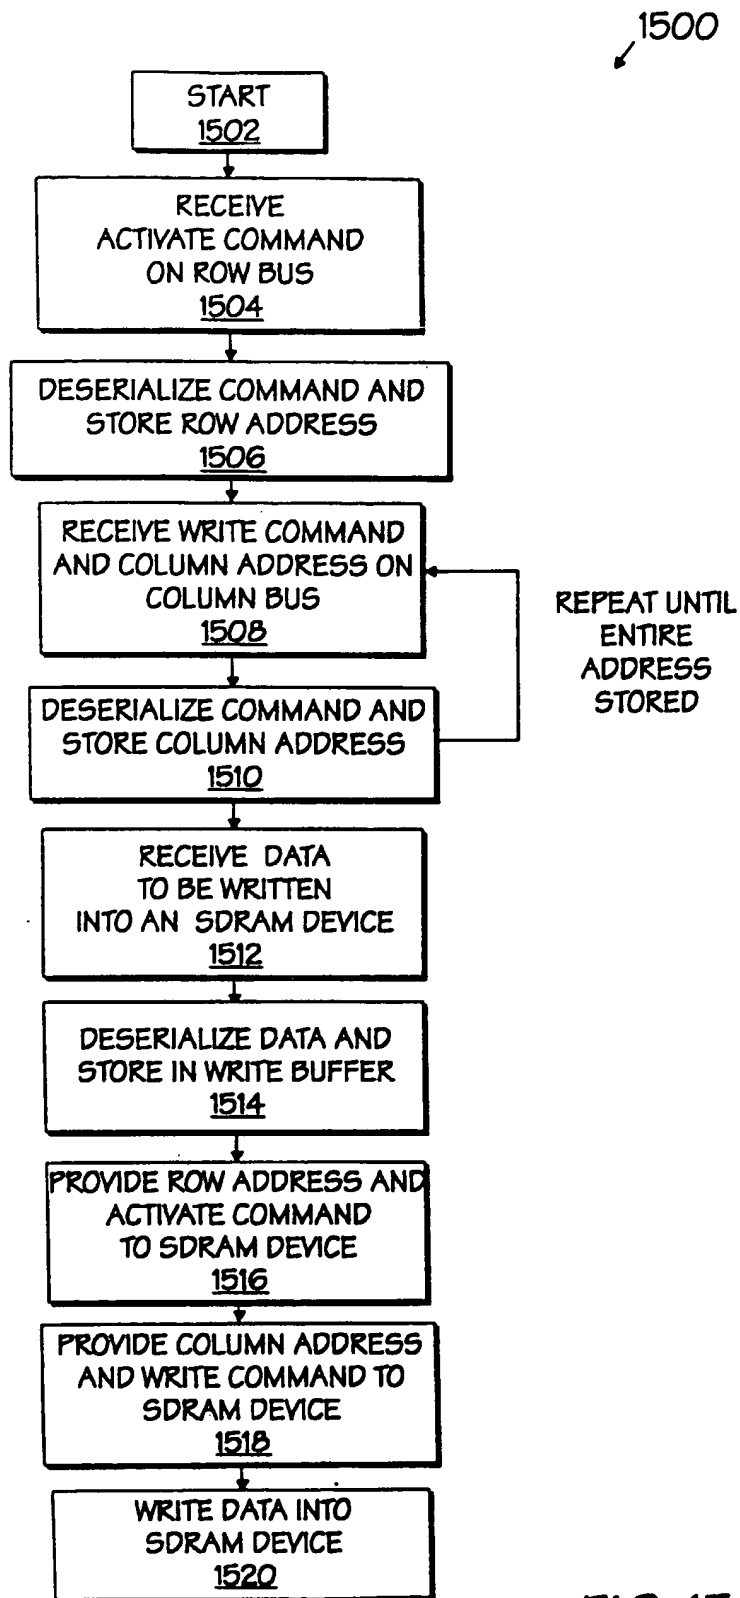 1500
START
1502
RECEIVE
ACTIVATE COMMAND
ON ROW BUS
1504
DESERIALIZE COMMAND AND
STORE ROW ADDRESS
1506
RECEIVE WRITE COMMAND
AND COLUMN ADDRESS ON
COLUMN BUS
1508
REPEAT UNTIL
ENTIRE
ADDRESS
STORED
DESERIALIZE COMMAND AND
STORE COLUMN ADDRESS
1510
RECEIVE DATA
TO BE WRITTEN
INTO AN SDRAM DEVICE
1512
DESERIALIZE DATA AND
STORE IN WRITE BUFFER
1514
PROVIDE ROW ADDRESS AND
ACTIVATE COMMAND
TO SDRAM DEVICE
1516
PROVIDE COLUMN ADDRESS
AND WRITE COMMAND TO
SDRAM DEVICE
1518
WRITE DATA INTO
SDRAM DEVICE
1520